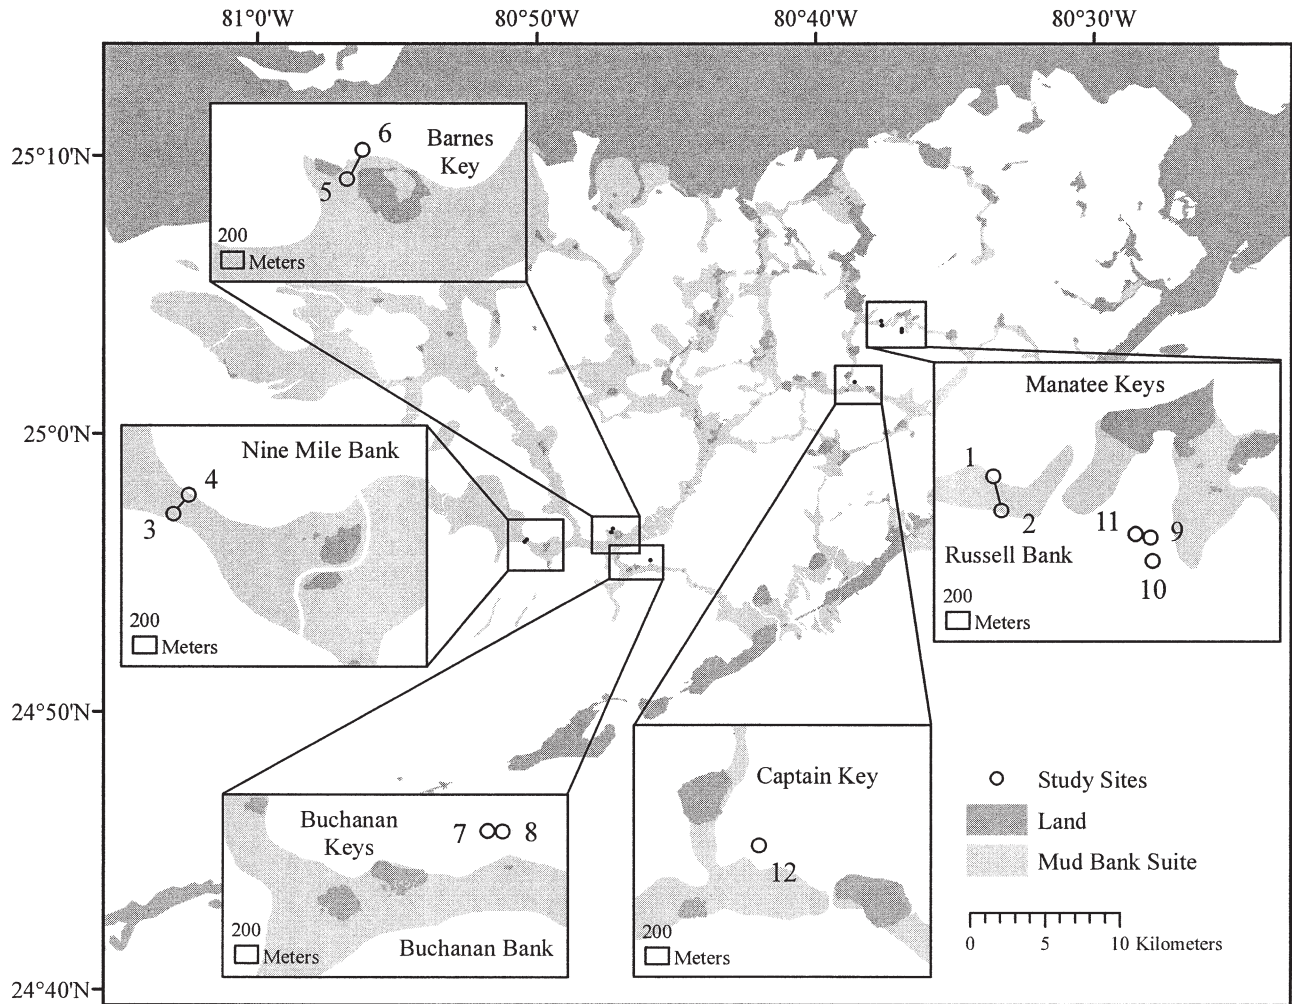 81°0'W 80°50'W 80°40'W 80°30'W
25°10'N
25°0'N
24°50'N
24°40'N
6
Barnes
Key
5
200
Meters
Nine Mile Bank
4
3
200
Meters
Manatee Keys
1
2
11
9
Russell Bank
10
200
Meters
Buchanan
Keys
7 8
200
Meters
Buchanan Bank
Captain Key
12
200
Meters
Study Sites
Land
Mud Bank Suite
0 5 10 Kilometers